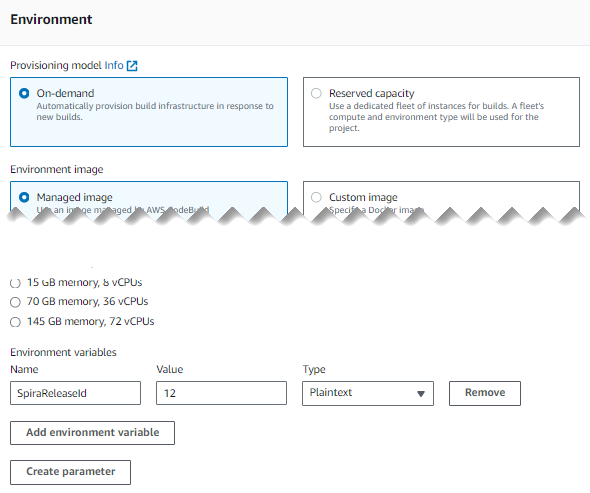 Environment
Provisioning model Info
On-demand
Automatically provision build infrastructure in response to
new builds.
Reserved capacity
Use a dedicated fleet of instances for builds. A fleet's
compute and environment type will be used for the
project.
Environment image
Managed image
Use an image managed by AWS CodeBuild
Custom image
Specify a Docker image
15 GB memory, 8 vCPUs
70 GB memory, 36 vCPUs
145 GB memory, 72 vCPUs
Environment variables
Name
Value
Type
SpiraReleaseId
12
Plaintext
Remove
Add environment variable
Create parameter